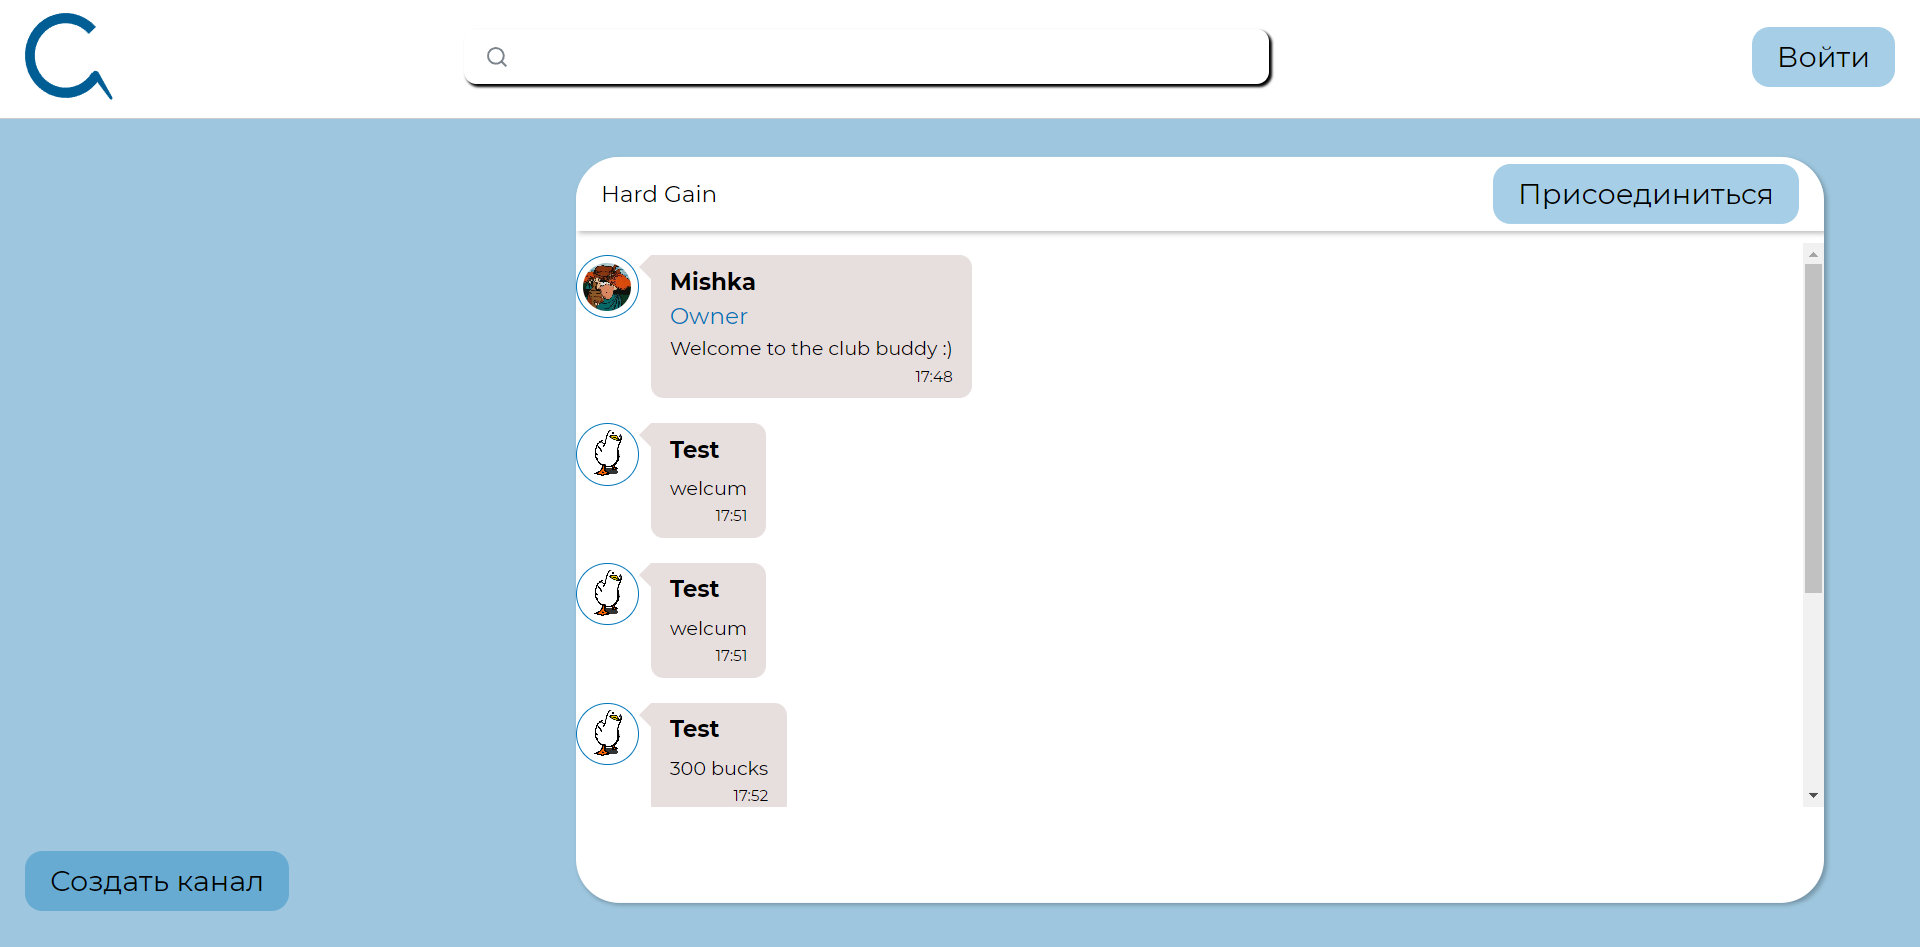 Войти
Hard Gain
Присоединиться
Mishka
Owner
Welcome to the club buddy :)
17:48
Test
welcum
17:51
Test
welcum
17:51
Test
300 bucks
17:52
Создать канал